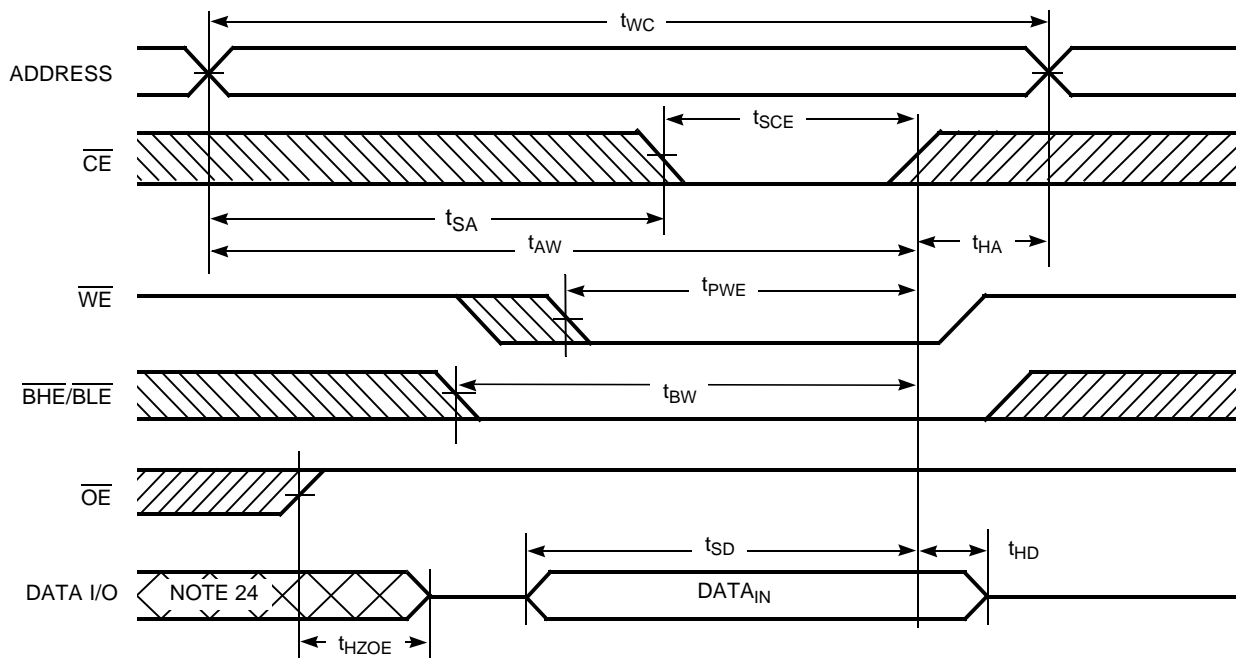 tWC
ADDRESS
tSCE
CE
tSA
tAW
tHA
WE
tPWE
BHE/BLE
tBW
OE
tSD
tHD
DATA I/O
NOTE 24
DATAIN
tHZOE